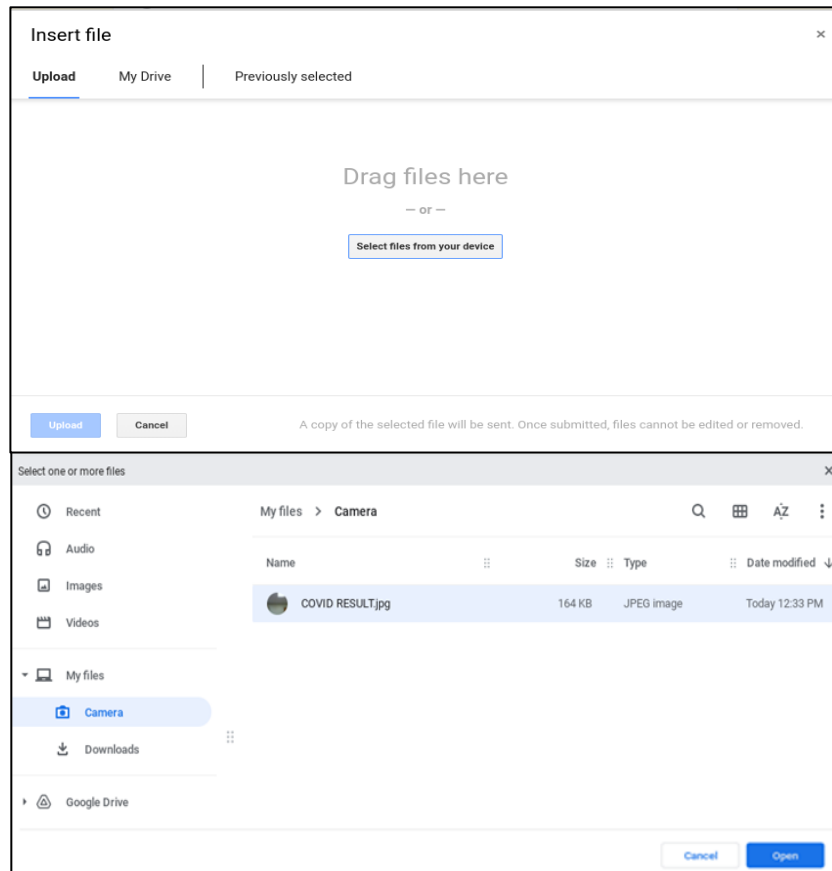 Insert file ×
Upload My Drive Previously selected
Drag files here
— or —
Select files from your device
Upload Cancel A copy of the selected file will be sent. Once submitted, files cannot be edited or removed.
Select one or more files ×
Recent My files > Camera AZ
Audio
Name Size Type Date modified
Images
COVID RESULT.jpg 164 KB JPEG image Today 12:33 PM
Videos
My files
Camera
Downloads
Google Drive
Cancel Open